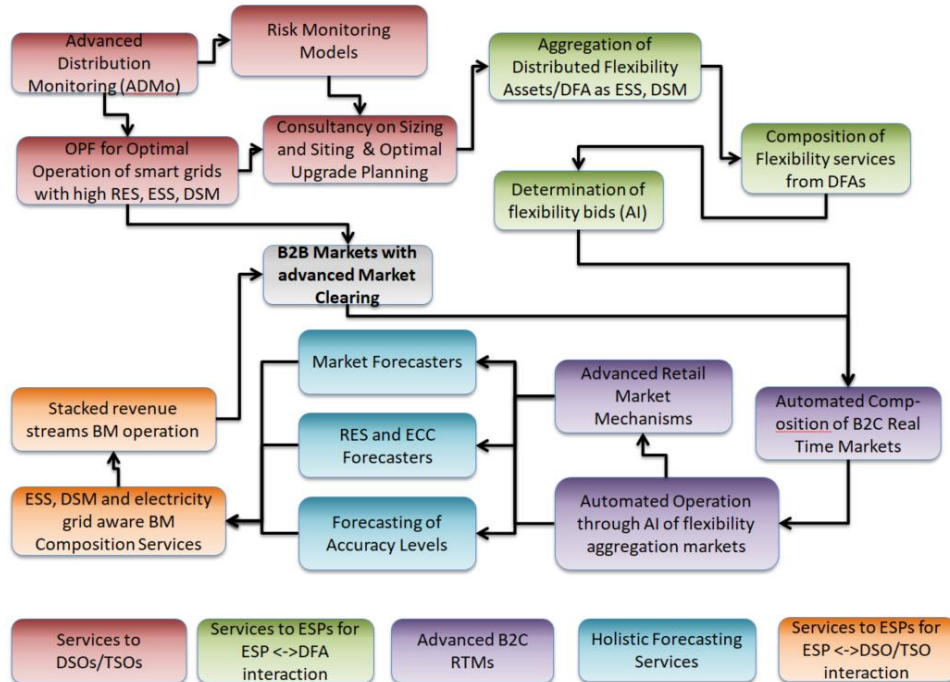 Advanced
Distribution
Monitoring (ADMo)
Risk Monitoring
Models
Aggregation of
Distributed Flexibility
Assets/DFA as ESS, DSM
OPF for Optimal
Operation of smart grids
with high RES, ESS, DSM
Consultancy on Sizing
and Siting & Optimal
Upgrade Planning
Composition of
Flexibility services
from DFAs
Determination of
flexibility bids (AI)
B2B Markets with
advanced Market
Clearing
Market Forecasters
Advanced Retail
Market
Mechanisms
Stacked revenue
streams BM operation
RES and ECC
Forecasters
Automated Comp-
osition of B2C Real
Time Markets
ESS, DSM and electricity
grid aware BM
Composition Services
Forecasting of
Accuracy Levels
Automated Operation
through AI of flexibility
aggregation markets
Services to
DSOs/TSOs
Services to ESPs for
ESP <->DFA
interaction
Advanced B2C
RTMs
Holistic Forecasting
Services
Services to ESPs for
ESP <->DSO/TSO
interaction